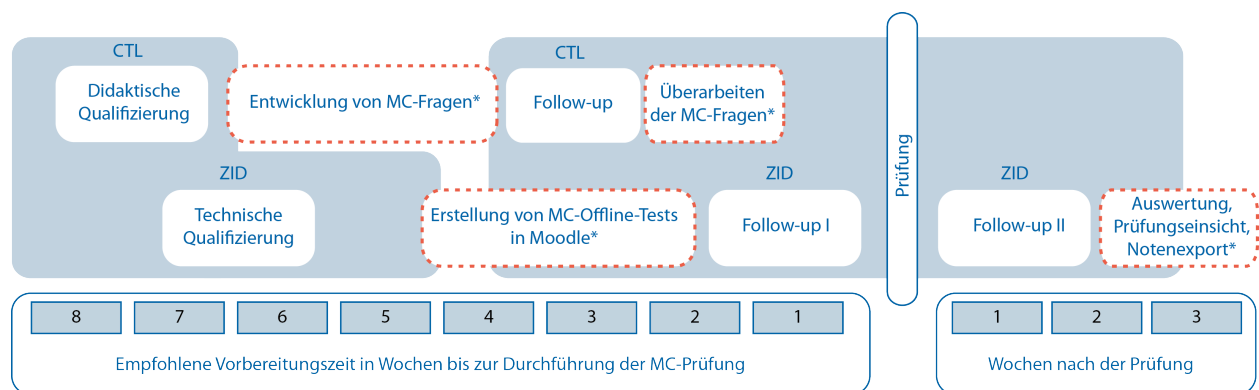 CTL
Didaktische
Qualifizierung
Entwicklung von MC-Fragen*
CTL
Follow-up
Überarbeiten
der MC-Fragen*
ZID
Technische
Qualifizierung
Erstellung von MC-Offline-Tests
in Moodle*
ZID
Follow-up I
Prüfung
ZID
Follow-up II
Auswertung,
Prüfungseinsicht,
Notenexport*
8 7 6 5 4 3 2 1
Empfohlene Vorbereitungszeit in Wochen bis zur Durchführung der MC-Prüfung
1 2 3
Wochen nach der Prüfung